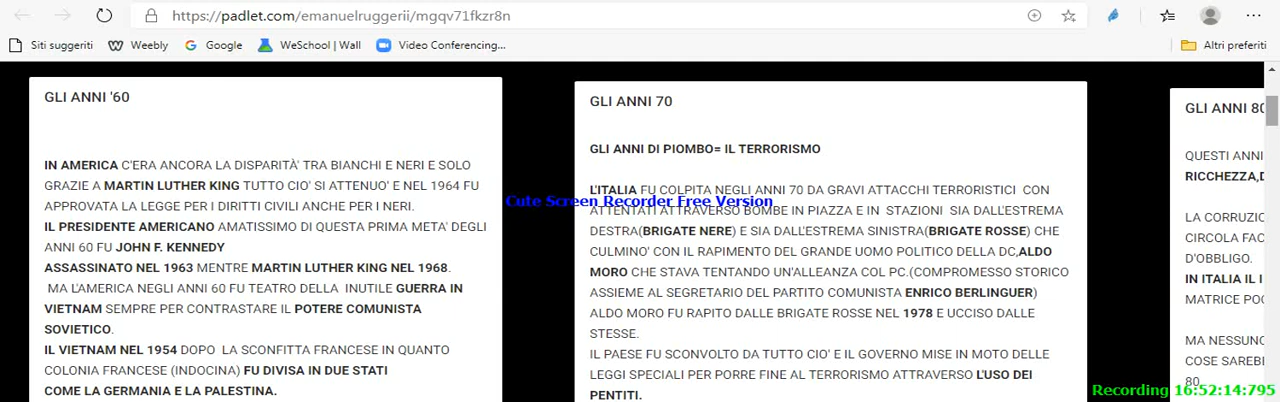 https://padlet.com/emanuelruggerii/mgqv71fkzr8n
Siti suggeriti
Weebly
Google
WeSchool | Wall
Video Conferencing...
Altri preferiti
GLI ANNI '60
IN AMERICA C'ERA ANCORA LA DISPARITÀ' TRA BIANCHI E NERI E SOLO
GRAZIE A MARTIN LUTHER KING TUTTO CIO' SI ATTENUO' E NEL 1964 FU
APPROVATA LA LEGGE PER I DIRITTI CIVILI ANCHE PER I NERI.
IL PRESIDENTE AMERICANO AMATISSIMO DI QUESTA PRIMA META' DEGLI
ANNI 60 FU JOHN F. KENNEDY
ASSASSINATO NEL 1963 MENTRE MARTIN LUTHER KING NEL 1968.
MA L'AMERICA NEGLI ANNI 60 FU TEATRO DELLA INUTILE GUERRA IN
VIETNAM SEMPRE PER CONTRASTARE IL POTERE COMUNISTA
SOVIETICO.
IL VIETNAM NEL 1954 DOPO LA SCONFITTA FRANCESE IN QUANTO
COLONIA FRANCESE (INDOCINA) FU DIVISA IN DUE STATI
COME LA GERMANIA E LA PALESTINA.
GLI ANNI 70
GLI ANNI DI PIOMBO= IL TERRORISMO
L'ITALIA FU COLPITA NEGLI ANNI 70 DA GRAVI ATTACCHI TERRORISTICI CON
ATTENTATI ATTRAVERSO BOMBE IN PIAZZA E IN STAZIONI SIA DALL'ESTREMA
DESTRA(BRIGATE NERE) E SIA DALL'ESTREMA SINISTRA(BRIGATE ROSSE) CHE
CULMINO' CON IL RAPIMENTO DEL GRANDE UOMO POLITICO DELLA DC,ALDO
MORO CHE STAVA TENTANDO UN'ALLEANZA COL PC.(COMPROMESSO STORICO
ASSIEME AL SEGRETARIO DEL PARTITO COMUNISTA ENRICO BERLINGUER)
ALDO MORO FU RAPITO DALLE BRIGATE ROSSE NEL 1978 E UCCISO DALLE
STESSE.
IL PAESE FU SCONVOLTO DA TUTTO CIO' E IL GOVERNO MISE IN MOTO DELLE
LEGGI SPECIALI PER PORRE FINE AL TERRORISMO ATTRAVERSO L'USO DEI
PENTITI.
GLI ANNI 80
QUESTI ANNI
RICCHEZZA,D
LA CORRUZIO
CIRCOLA FAC
D'OBBLIGO.
IN ITALIA IL I
MATRICE POC
MA NESSUNC
COSE SAREBI
80.
Cute Screen Recorder Free Version
Recording 16:52:14:795